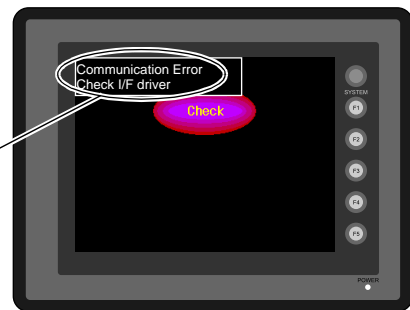 Communication Error
Check I/F driver
Check
SYSTEM
F1
F2
F3
F4
F5
POWER